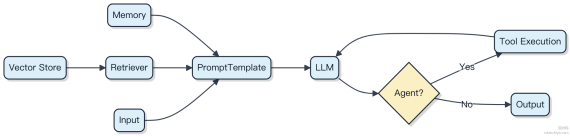 Memory
Vector Store
Retriever
PromptTemplate
LLM
Input
Agent?
Yes
No
Tool Execution
Output